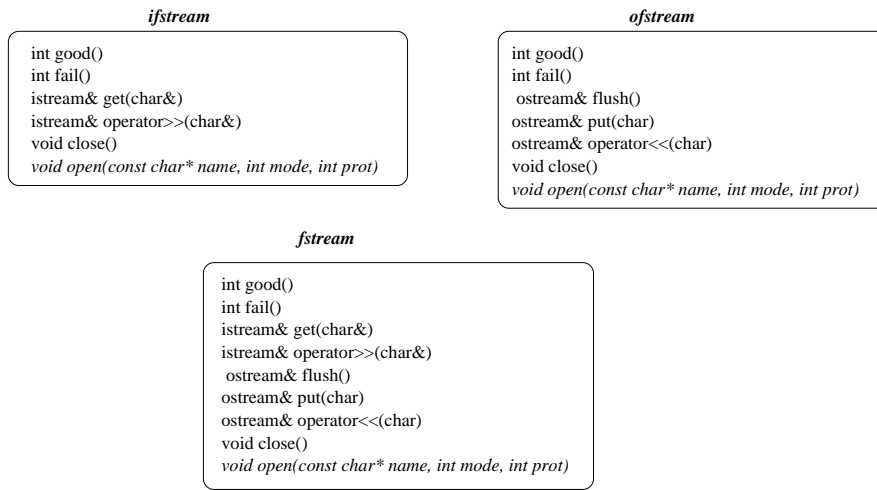 ifstream
int good()
int fail()
istream& get(char&)
istream& operator>>(char&)
void close()
void open(const char* name, int mode, int prot)
ofstream
int good()
int fail()
ostream& flush()
ostream& put(char)
ostream& operator<<(char)
void close()
void open(const char* name, int mode, int prot)
fstream
int good()
int fail()
istream& get(char&)
istream& operator>>(char&)
ostream& flush()
ostream& put(char)
ostream& operator<<(char)
void close()
void open(const char* name, int mode, int prot)